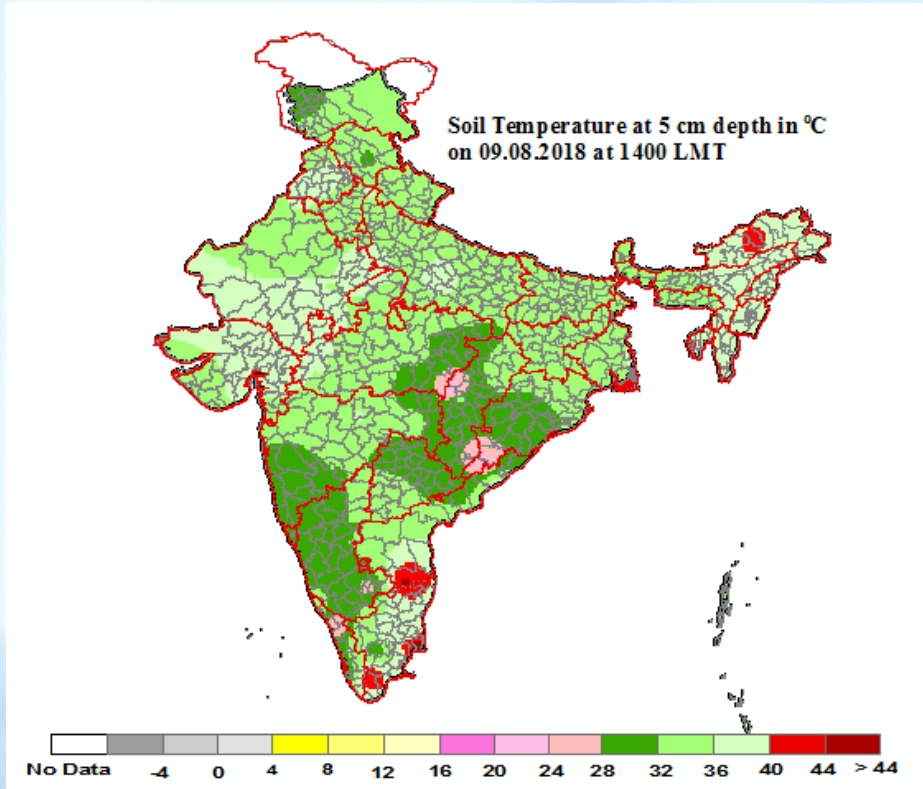 Soil Temperature at 5 cm depth in °C
on 09.08.2018 at 1400 LMT
No Data -4 0 4 8 12 16 20 24 28 32 36 40 44 > 44